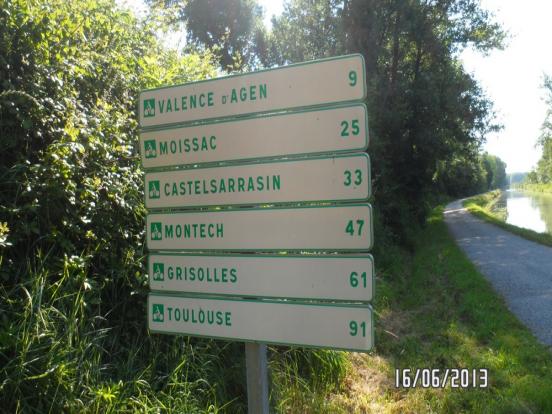 VALENCE D'AGEN 9
MOISSAC 25
CASTELSARRASIN 33
MONTECH 47
GRISOLLES 61
TOULOUSE 91
16/06/2013